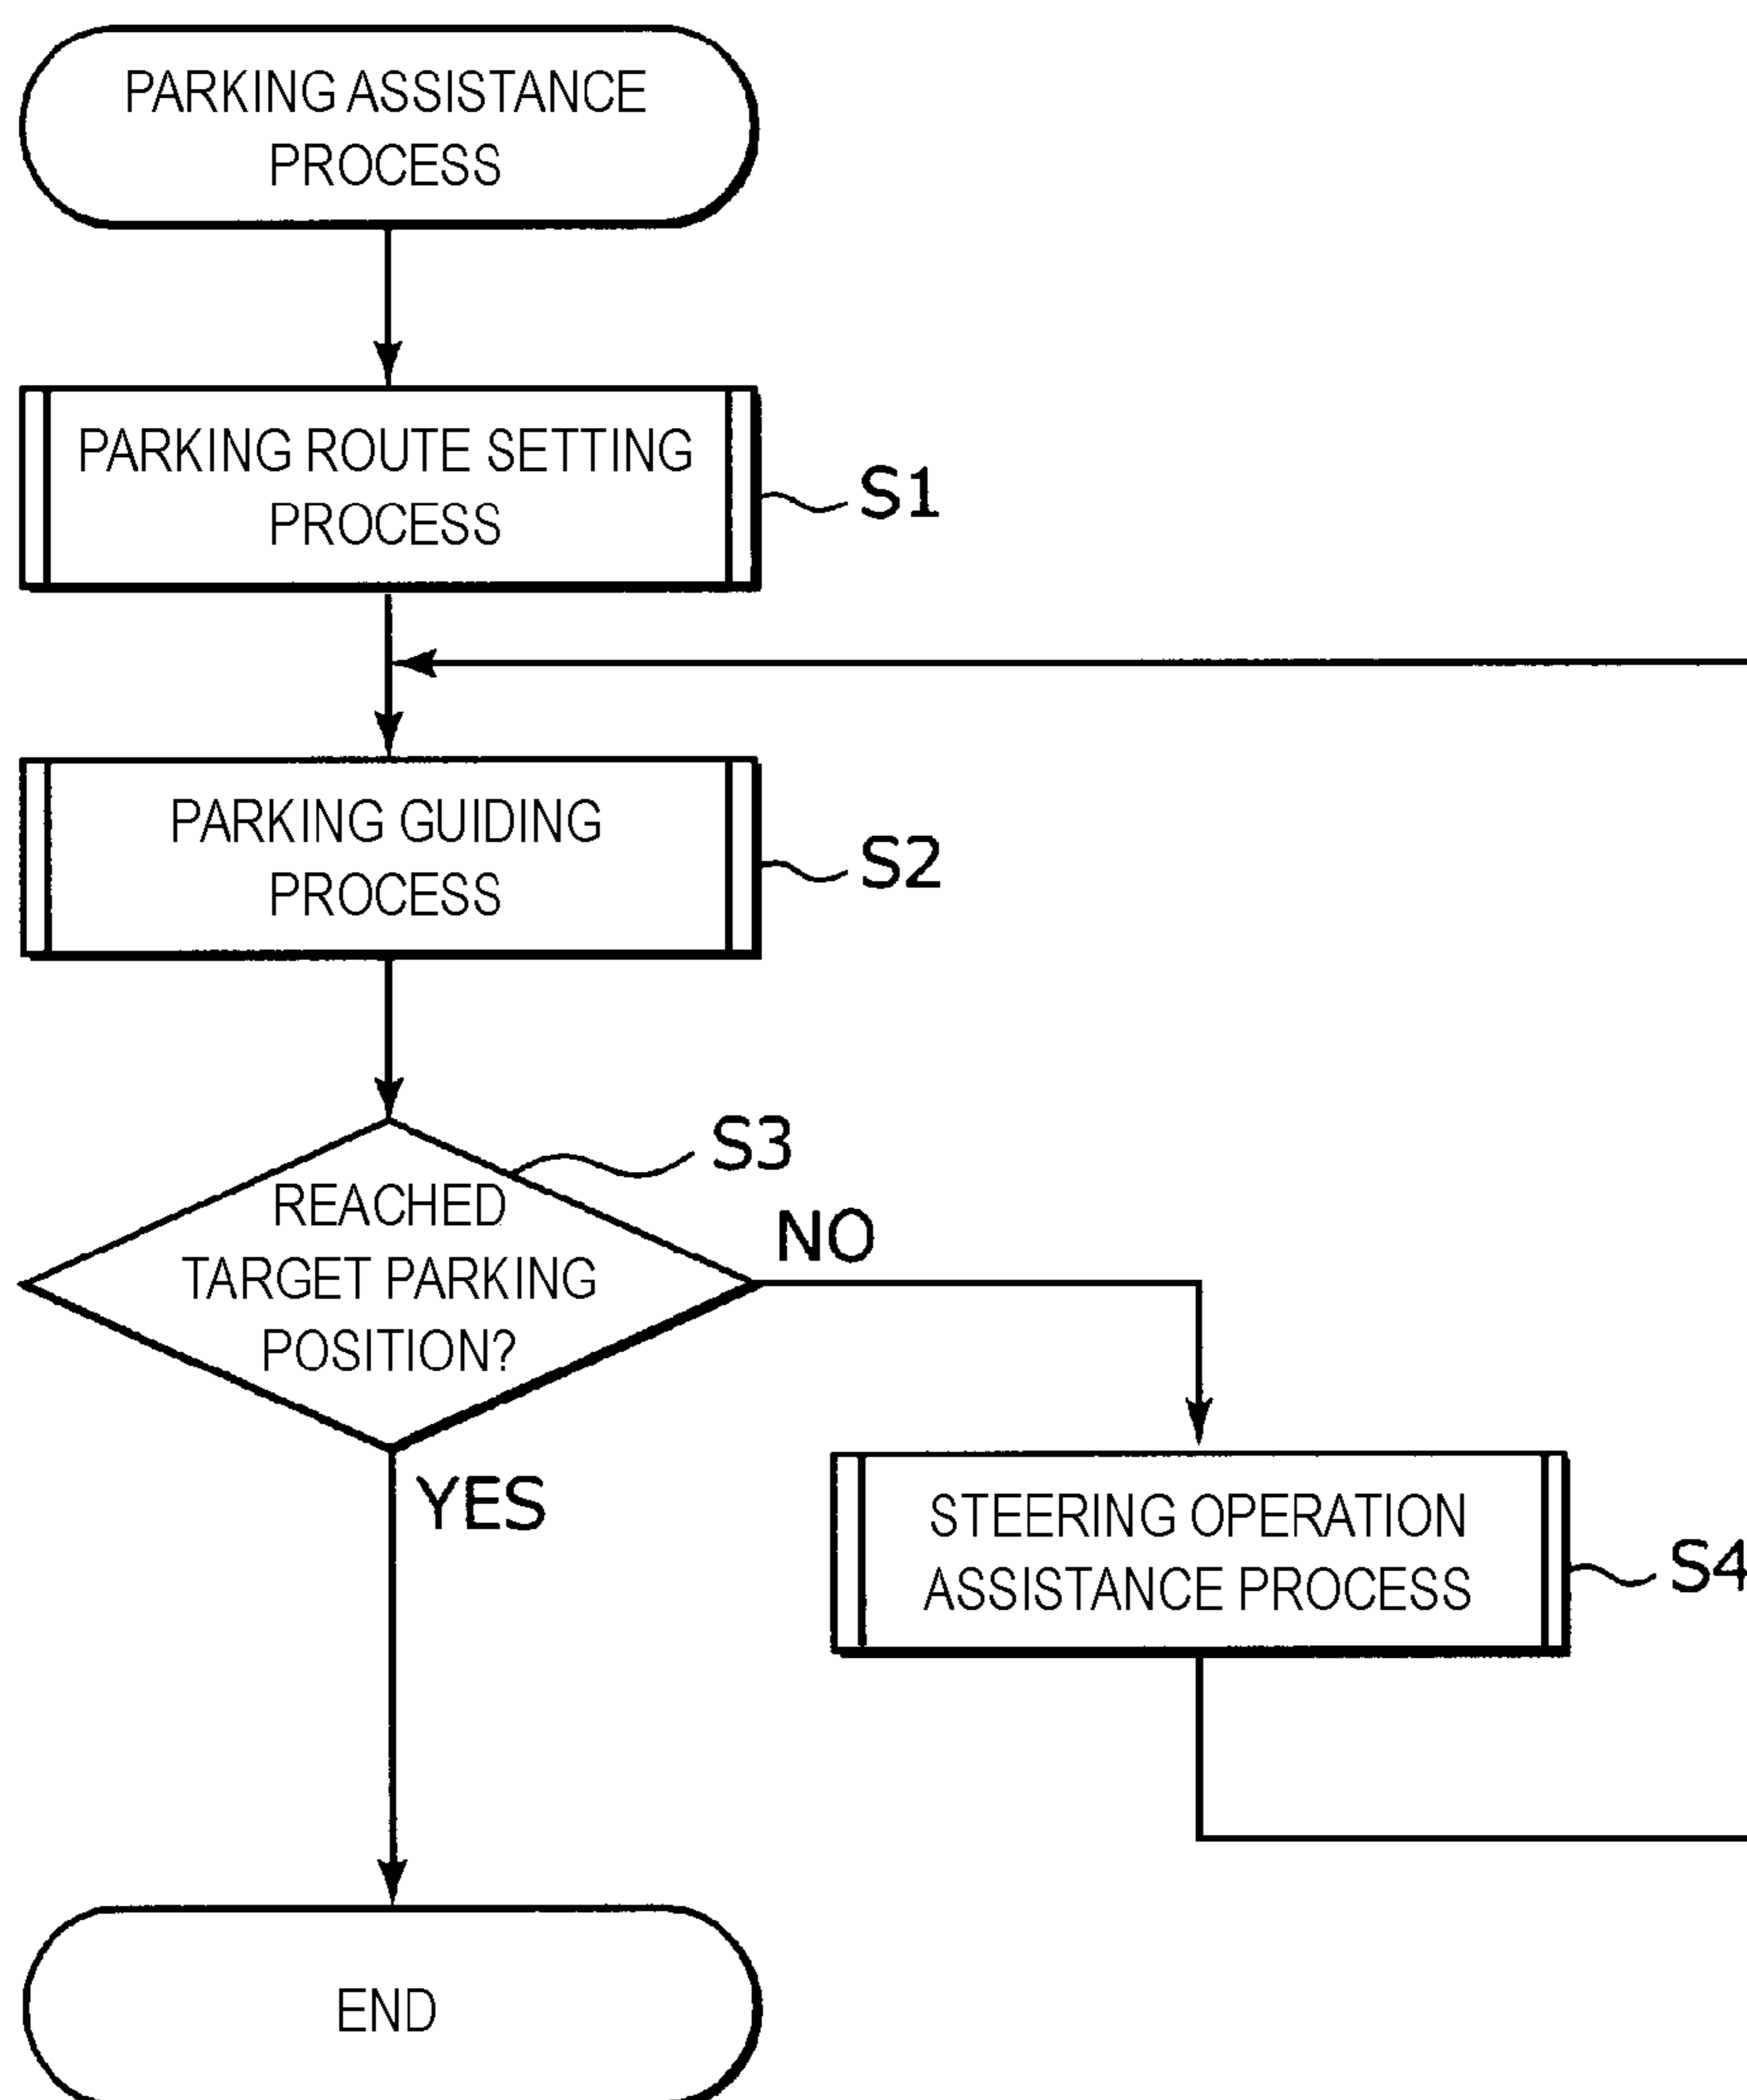 PARKING ASSISTANCE
PROCESS
PARKING ROUTE SETTING
PROCESS
S1
PARKING GUIDING
PROCESS
S2
S3
REACHED
TARGET PARKING
POSITION?
NO
YES
STEERING OPERATION
ASSISTANCE PROCESS
S4
END